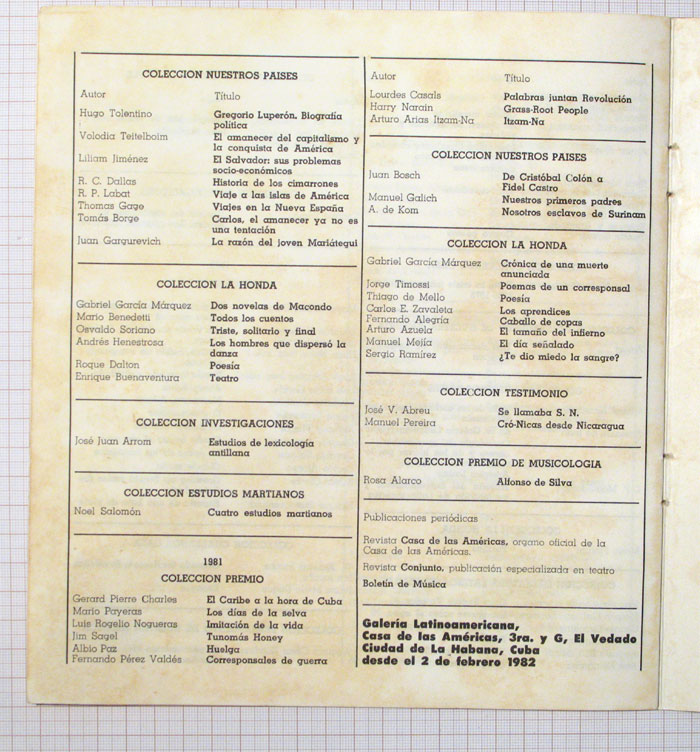 COLECCION NUESTROS PAISES
Autor Título
Hugo Tolentino Gregorio Luperón. Biografía
política
Volodia Teitelboim El amanecer del capitalismo y
la conquista de América
Liliam Jiménez El Salvador: sus problemas
socio-económicos
R. C. Dallas Historia de los cimarrones
R. P. Labat Viaje a las islas de América
Thomas Gage Viajes en la Nueva España
Tomás Borge Carlos, el amanecer ya no es
una tentación
Juan Gargurevich La razón del joven Mariátegui
COLECCION LA HONDA
Gabriel García Márquez Dos novelas de Macondo
Mario Benedetti Todos los cuentos
Osvaldo Soriano Triste, solitario y final
Andrés Henestrosa Los hombres que dispersó la
danza
Roque Dalton Poesía
Enrique Buenaventura Teatro
COLECCION INVESTIGACIONES
José Juan Arrom Estudios de lexicología
antillana
COLECCION ESTUDIOS MARTIANOS
Noel Salomón Cuatro estudios martianos
1981
COLECCION PREMIO
Gerard Pierre Charles El Caribe a la hora de Cuba
Mario Payeras Los días de la selva
Luis Rogelio Nogueras Imitación de la vida
Jim Sagel Tunomás Honey
Albio Paz Huelga
Fernando Pérez Valdés Corresponsales de guerra
Autor Título
Lourdes Casals Palabras juntan Revolución
Harry Narain Grass-Root People
Arturo Arias Itzam-Na Itzam-Na
COLECCION NUESTROS PAISES
Juan Bosch De Cristóbal Colón a
Fidel Castro
Manuel Galich Nuestros primeros padres
A. de Kom Nosotros esclavos de Surinam
COLECCION LA HONDA
Gabriel García Márquez Crónica de una muerte
anunciada
Jorge Timossi Poemas de un corresponsal
Thiago de Mello Poesía
Carlos E. Zavaleta Los aprendices
Fernando Alegría Caballo de copas
Arturo Azuela El tamaño del infierno
Manuel Mejía El día señalado
Sergio Ramírez ¿Te dio miedo la sangre?
COLECCION TESTIMONIO
José V. Abreu Se llamaba S. N.
Manuel Pereira Cró-Nicas desde Nicaragua
COLECCION PREMIO DE MUSICOLOGIA
Rosa Alarco Alfonso de Silva
Publicaciones periódicas
Revista Casa de las Américas, organo oficial de la
Casa de las Américas.
Revista Conjunto, publicación especializada en teatro
Boletín de Música
Galería Latinoamericana,
Casa de las Américas, 3ra. y G, El Vedado
Ciudad de La Habana, Cuba
desde el 2 de febrero 1982